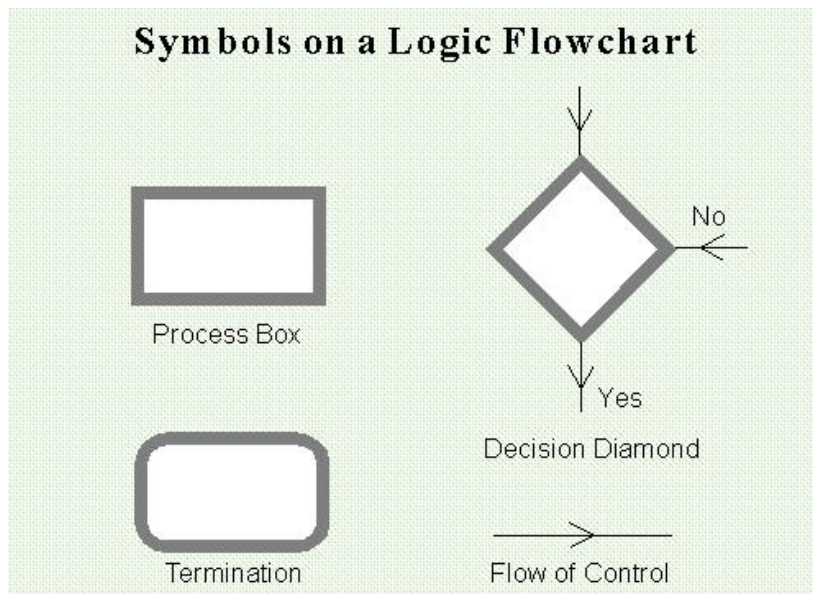 Symbols on a Logic Flowchart
No
Process Box
Yes
Decision Diamond
Termination
Flow of Control